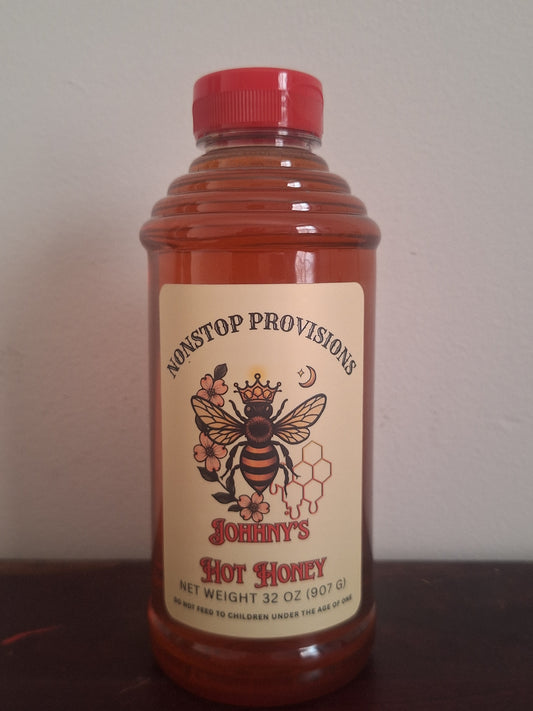 NONSTOP PROVISIONS
JOHHNY'S
HOT HONEY
NET WEIGHT 32 OZ (907 G)
DO NOT FEED TO CHILDREN UNDER THE AGE OF ONE